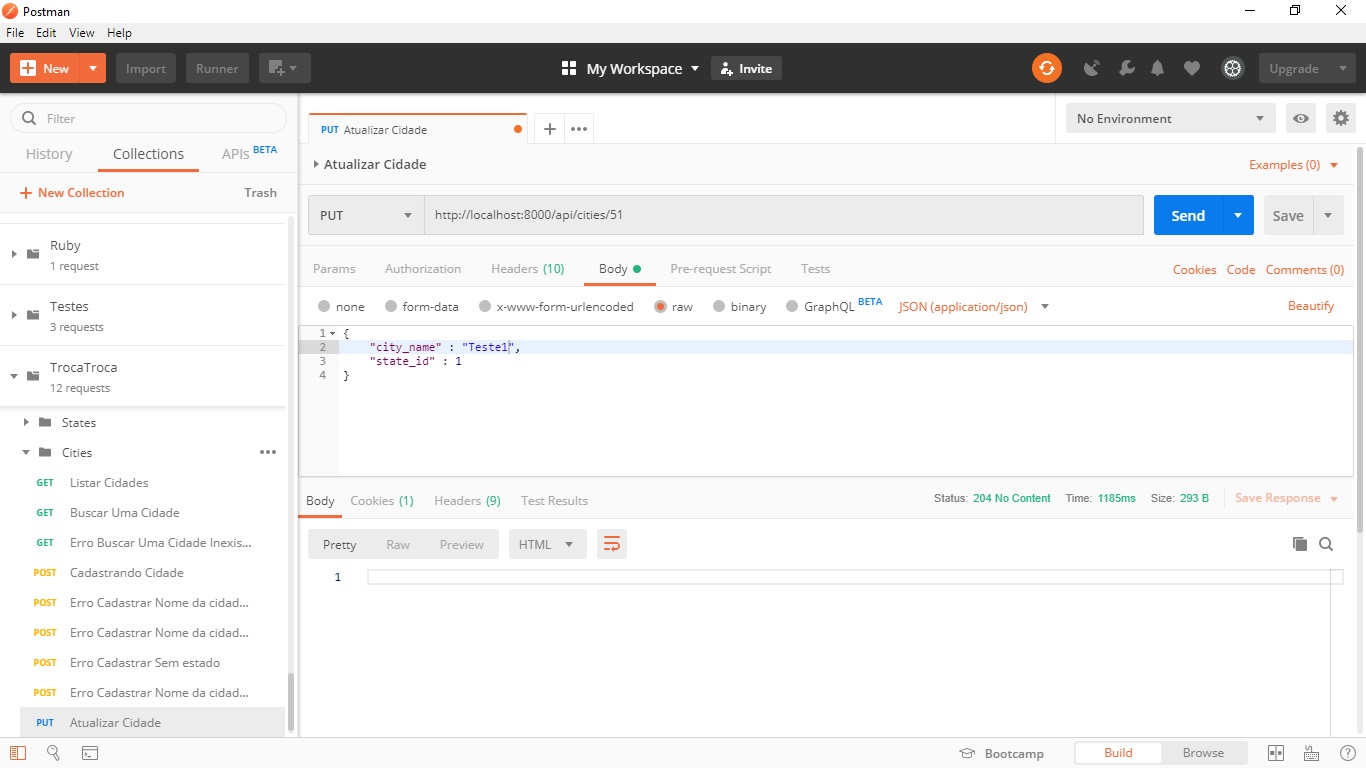 Postman
File Edit View Help
New Import Runner My Workspace Invite Upgrade
Filter
History Collections APIs BETA
New Collection Trash
Ruby
1 request
Testes
3 requests
TrocaTroca
12 requests
States
Cities
GET Listar Cidades
GET Buscar Uma Cidade
GET Erro Buscar Uma Cidade Inexis...
POST Cadastrando Cidade
POST Erro Cadastrar Nome da cidad...
POST Erro Cadastrar Nome da cidad...
POST Erro Cadastrar Sem estado
POST Erro Cadastrar Nome da cidad...
PUT Atualizar Cidade
PUT Atualizar Cidade
No Environment
Atualizar Cidade Examples (0)
PUT http://localhost:8000/api/cities/51 Send Save
Params Authorization Headers (10) Body Pre-request Script Tests Cookies Code Comments (0)
none form-data x-www-form-urlencoded raw binary GraphQL BETA JSON (application/json) Beautify
1 {
2 "city_name" : "Teste1",
3 "state_id" : 1
4 }
Body Cookies (1) Headers (9) Test Results Status: 204 No Content Time: 1185ms Size: 293 B Save Response
Pretty Raw Preview HTML
1
Bootcamp Build Browse